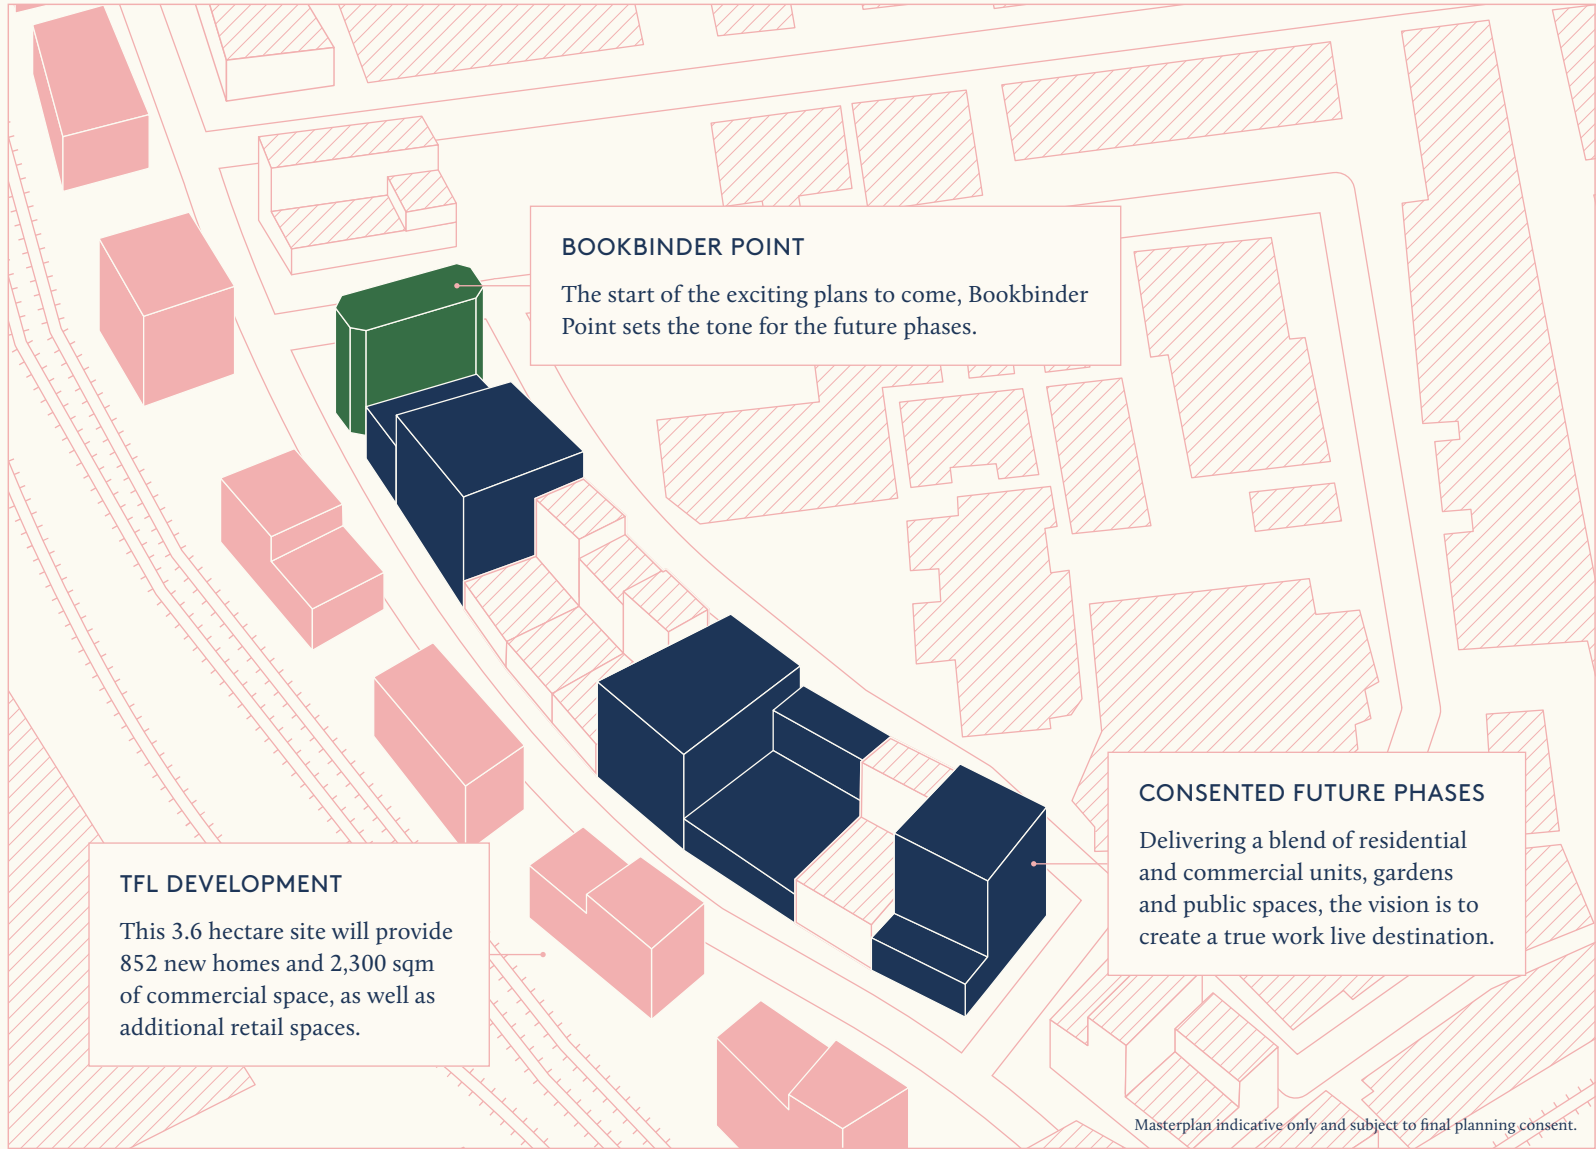 BOOKBINDER POINT
The start of the exciting plans to come, Bookbinder
Point sets the tone for the future phases.
CONSENTED FUTURE PHASES
Delivering a blend of residential
and commercial units, gardens
and public spaces, the vision is to
create a true work live destination.
TFL DEVELOPMENT
This 3.6 hectare site will provide
852 new homes and 2,300 sqm
of commercial space, as well as
additional retail spaces.
Masterplan indicative only and subject to final planning consent.